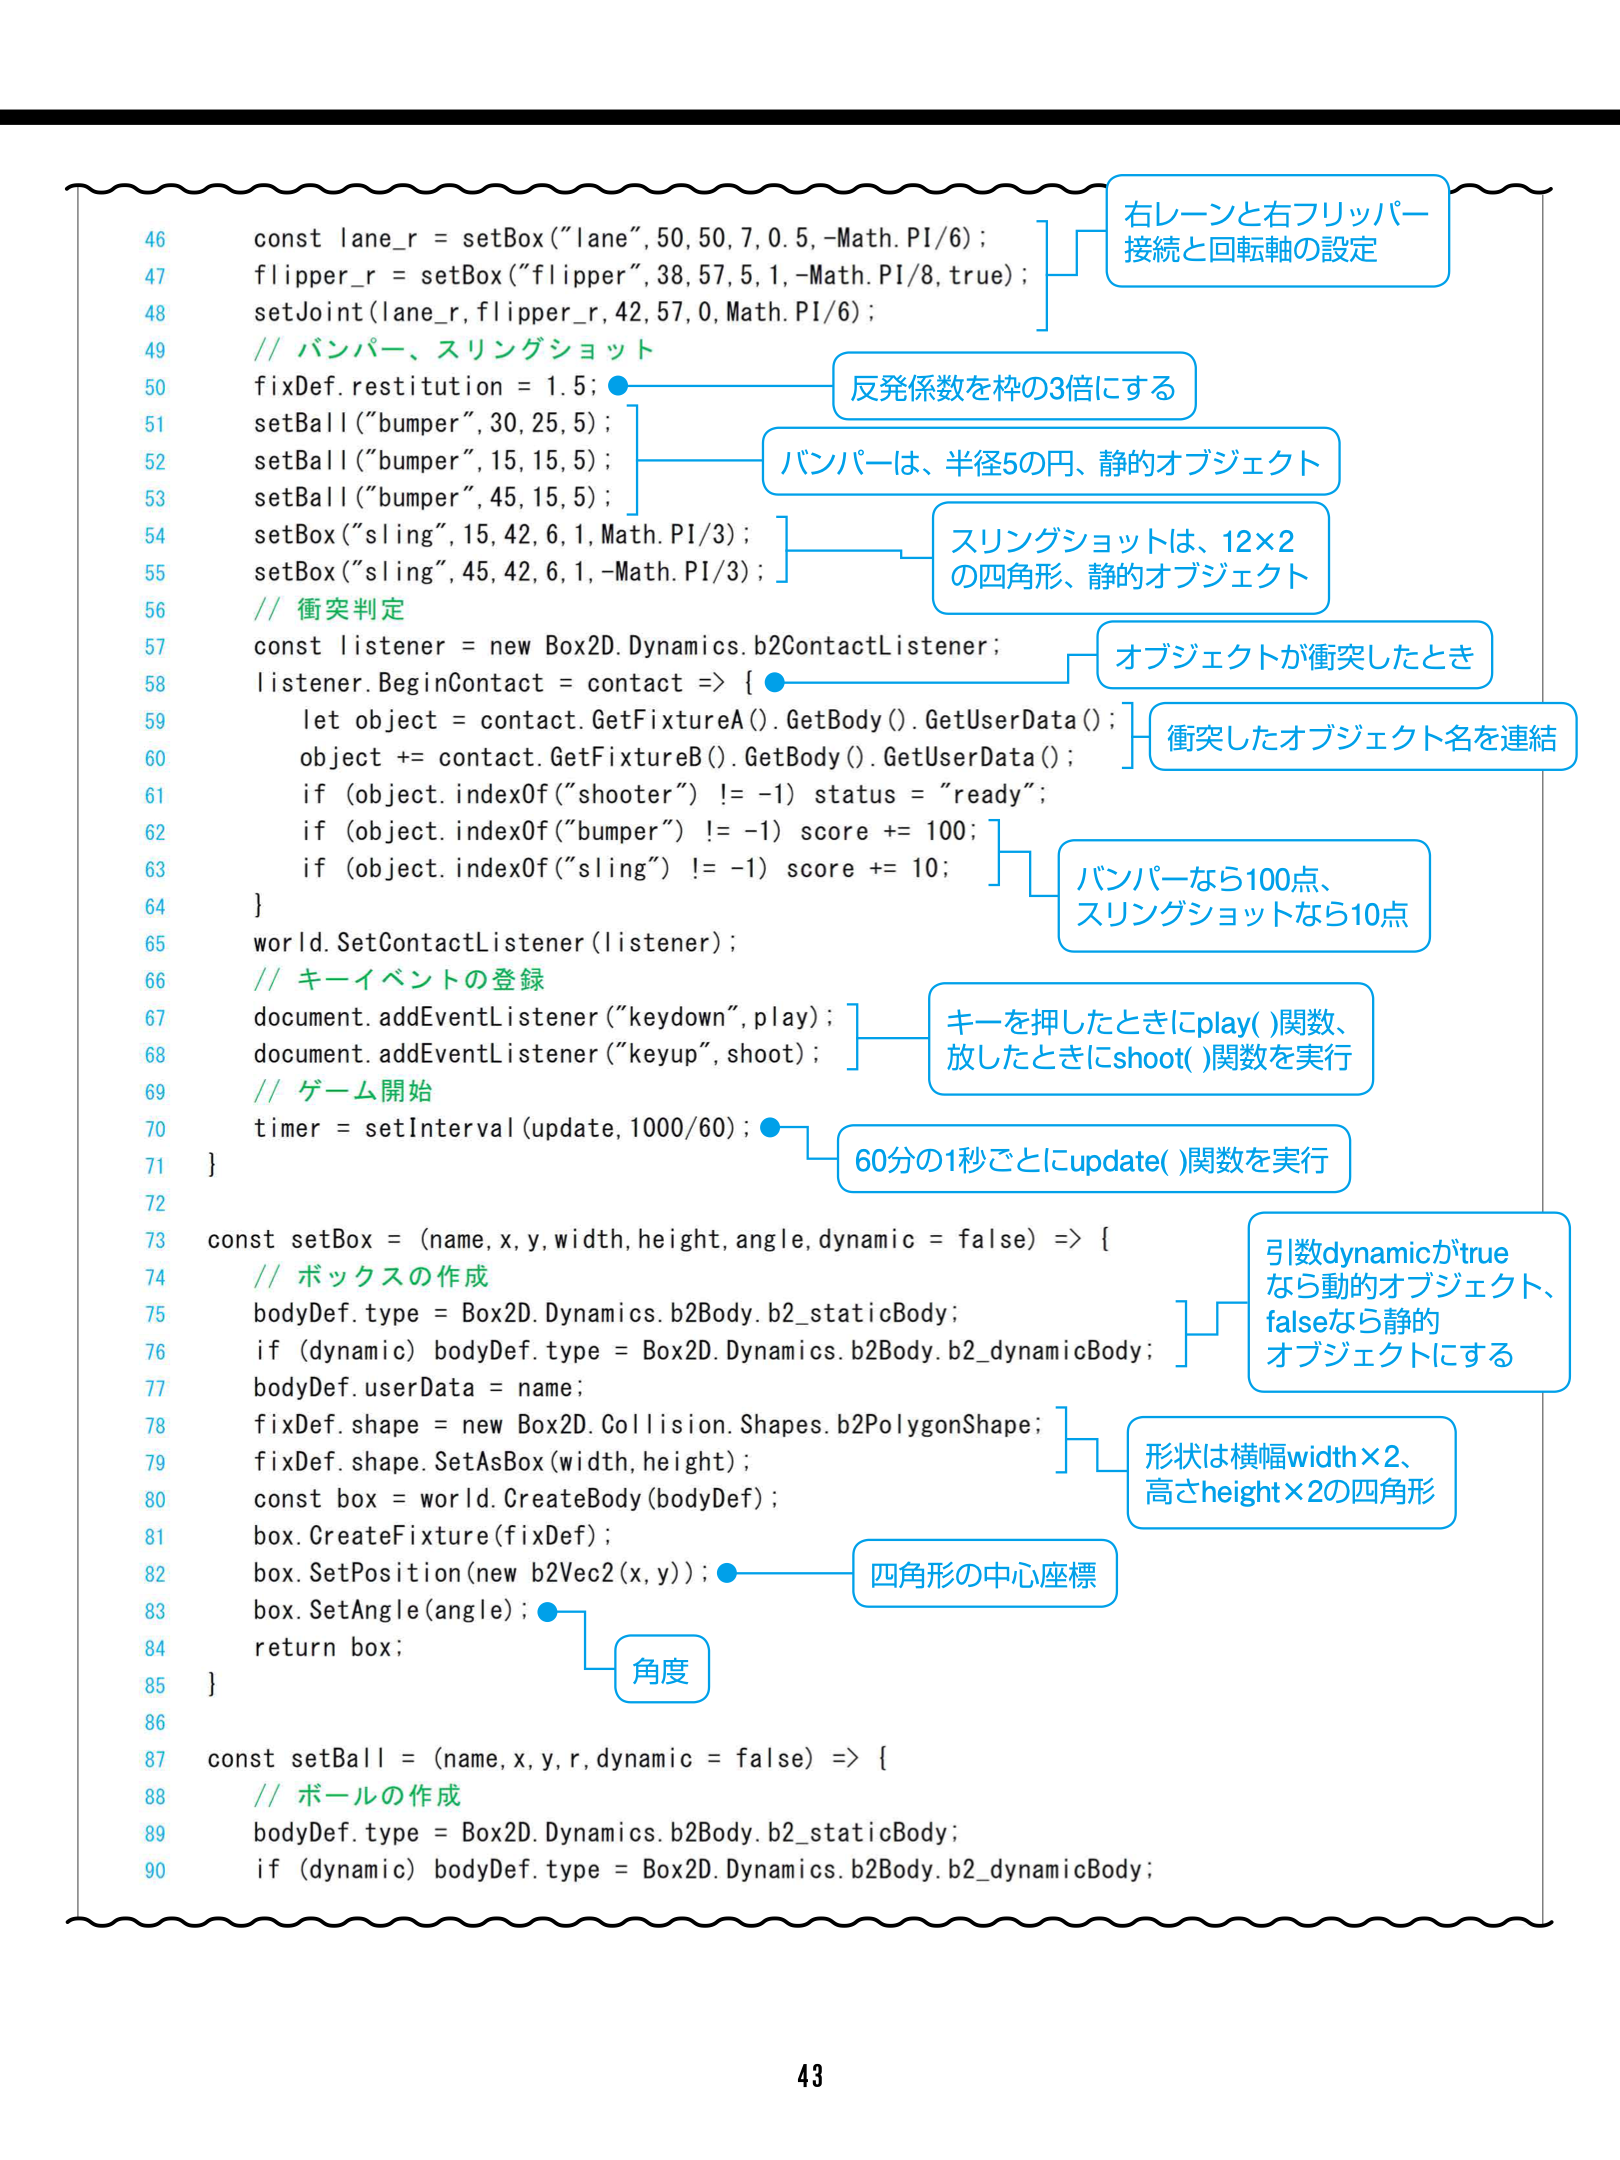 46 const lane_r = setBox("lane",50,50,7,0.5,-Math.PI/6);
47 flipper_r = setBox("flipper",38,57,5,1,-Math.PI/8,true);
48 setJoint(lane_r,flipper_r,42,57,0,Math.PI/6);
右レーンと右フリッパー
接続と回転軸の設定
49 // バンパー、スリングショット
50 fixDef.restitution = 1.5;
反発係数を枠の3倍にする
51 setBall("bumper",30,25,5);
52 setBall("bumper",15,15,5);
53 setBall("bumper",45,15,5);
バンパーは、半径5の円、静的オブジェクト
54 setBox("sling",15,42,6,1,Math.PI/3);
55 setBox("sling",45,42,6,1,-Math.PI/3);
スリングショットは、12×2
の四角形、静的オブジェクト
56 // 衝突判定
57 const listener = new Box2D.Dynamics.b2ContactListener;
58 listener.BeginContact = contact => {
オブジェクトが衝突したとき
59 let object = contact.GetFixtureA().GetBody().GetUserData();
60 object += contact.GetFixtureB().GetBody().GetUserData();
衝突したオブジェクト名を連結
61 if (object.indexOf("shooter") != -1) status = "ready";
62 if (object.indexOf("bumper") != -1) score += 100;
63 if (object.indexOf("sling") != -1) score += 10;
バンパーなら100点、
スリングショットなら10点
64 }
65 world.SetContactListener(listener);
66 // キーイベントの登録
67 document.addEventListener("keydown",play);
68 document.addEventListener("keyup",shoot);
キーを押したときにplay( )関数、
放したときにshoot( )関数を実行
69 // ゲーム開始
70 timer = setInterval(update,1000/60);
60分の1秒ごとにupdate( )関数を実行
71 }
72
73 const setBox = (name,x,y,width,height,angle,dynamic = false) => {
74 // ボックスの作成
75 bodyDef.type = Box2D.Dynamics.b2Body.b2_staticBody;
76 if (dynamic) bodyDef.type = Box2D.Dynamics.b2Body.b2_dynamicBody;
引数dynamicがtrue
なら動的オブジェクト、
falseなら静的
オブジェクトにする
77 bodyDef.userData = name;
78 fixDef.shape = new Box2D.Collision.Shapes.b2PolygonShape;
79 fixDef.shape.SetAsBox(width,height);
形状は横幅width×2、
高さheight×2の四角形
80 const box = world.CreateBody(bodyDef);
81 box.CreateFixture(fixDef);
82 box.SetPosition(new b2Vec2(x,y));
四角形の中心座標
83 box.SetAngle(angle);
角度
84 return box;
85 }
86
87 const setBall = (name,x,y,r,dynamic = false) => {
88 // ボールの作成
89 bodyDef.type = Box2D.Dynamics.b2Body.b2_staticBody;
90 if (dynamic) bodyDef.type = Box2D.Dynamics.b2Body.b2_dynamicBody;
43